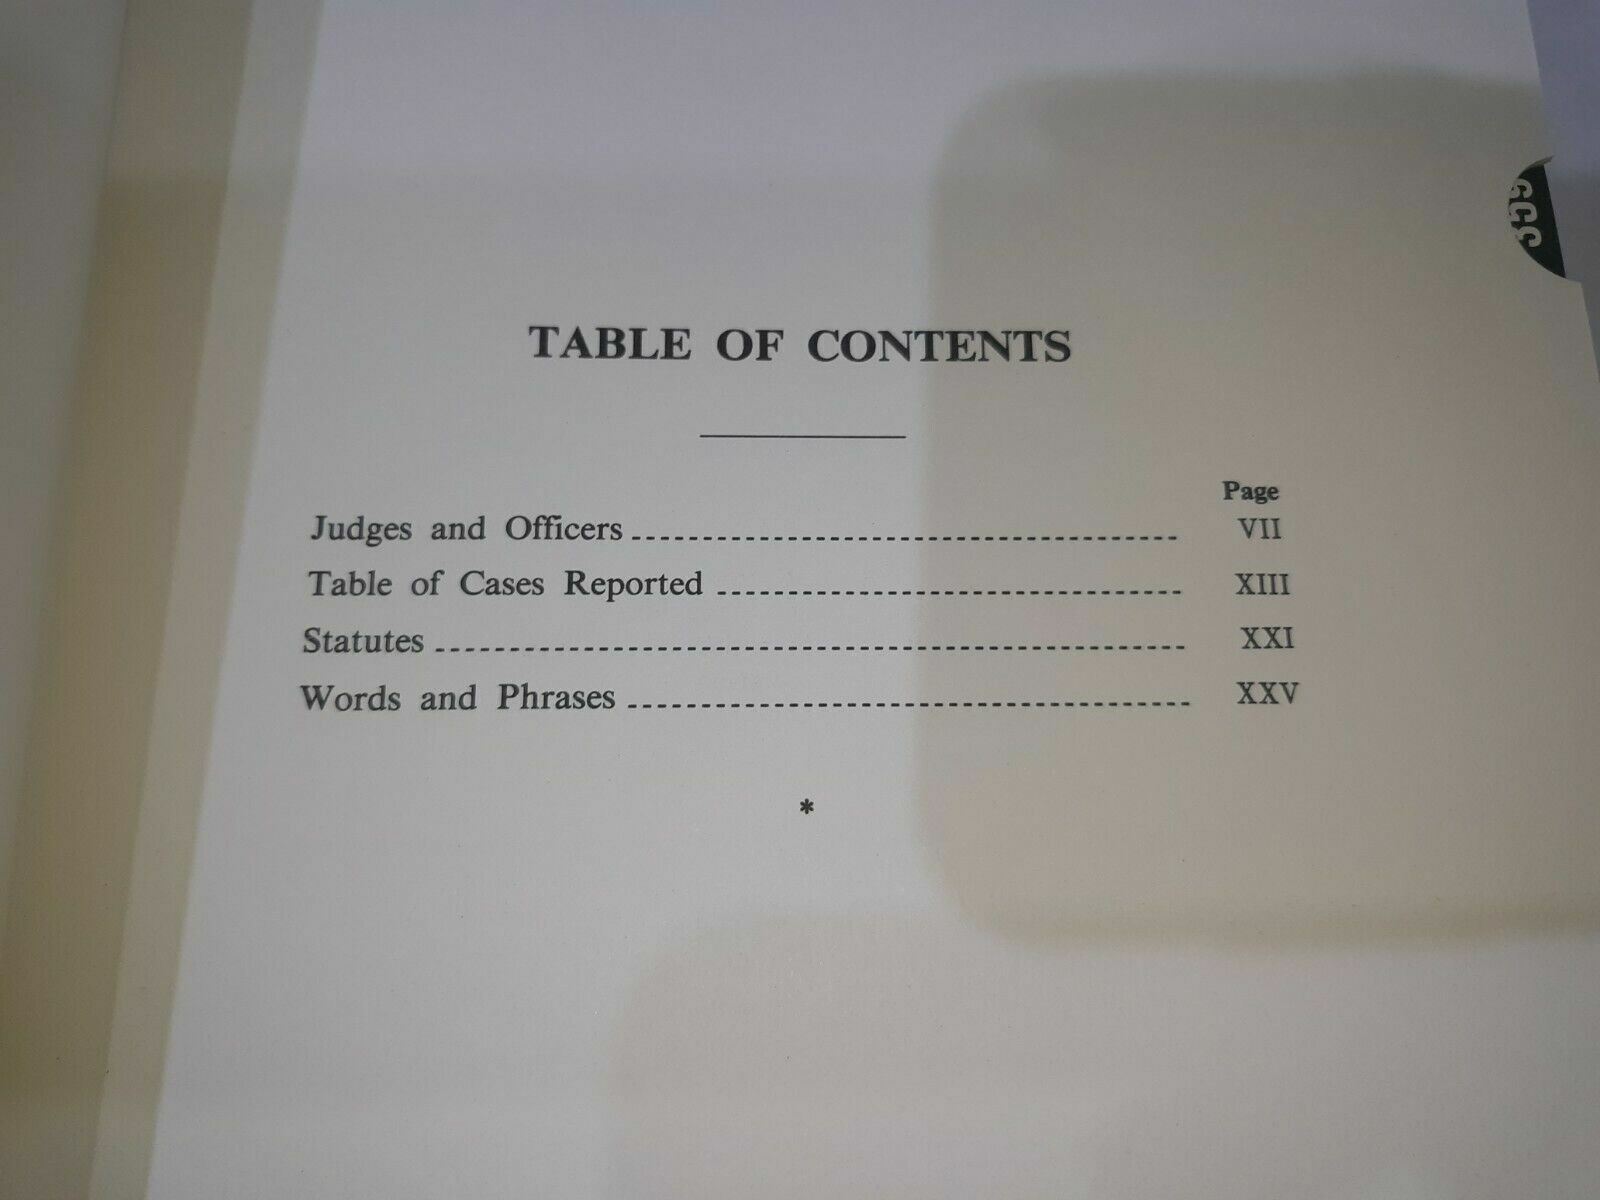 TABLE OF CONTENTS
Page
Judges and Officers VII
Table of Cases Reported XIII
Statutes XXI
Words and Phrases XXV
*